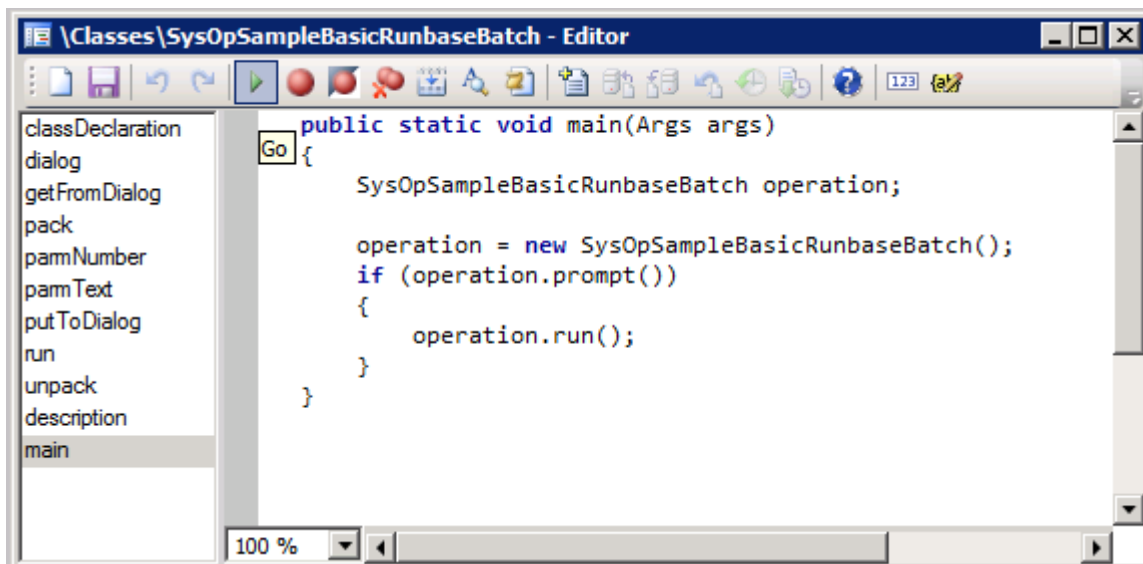 \Classes\SysOpSampleBasicRunbaseBatch - Editor
123
{ab}
classDeclaration
dialog
getFromDialog
pack
parmNumber
parmText
putToDialog
run
unpack
description
main
Go
public static void main(Args args)
{
SysOpSampleBasicRunbaseBatch operation;
operation = new SysOpSampleBasicRunbaseBatch();
if (operation.prompt())
{
operation.run();
}
}
100 %